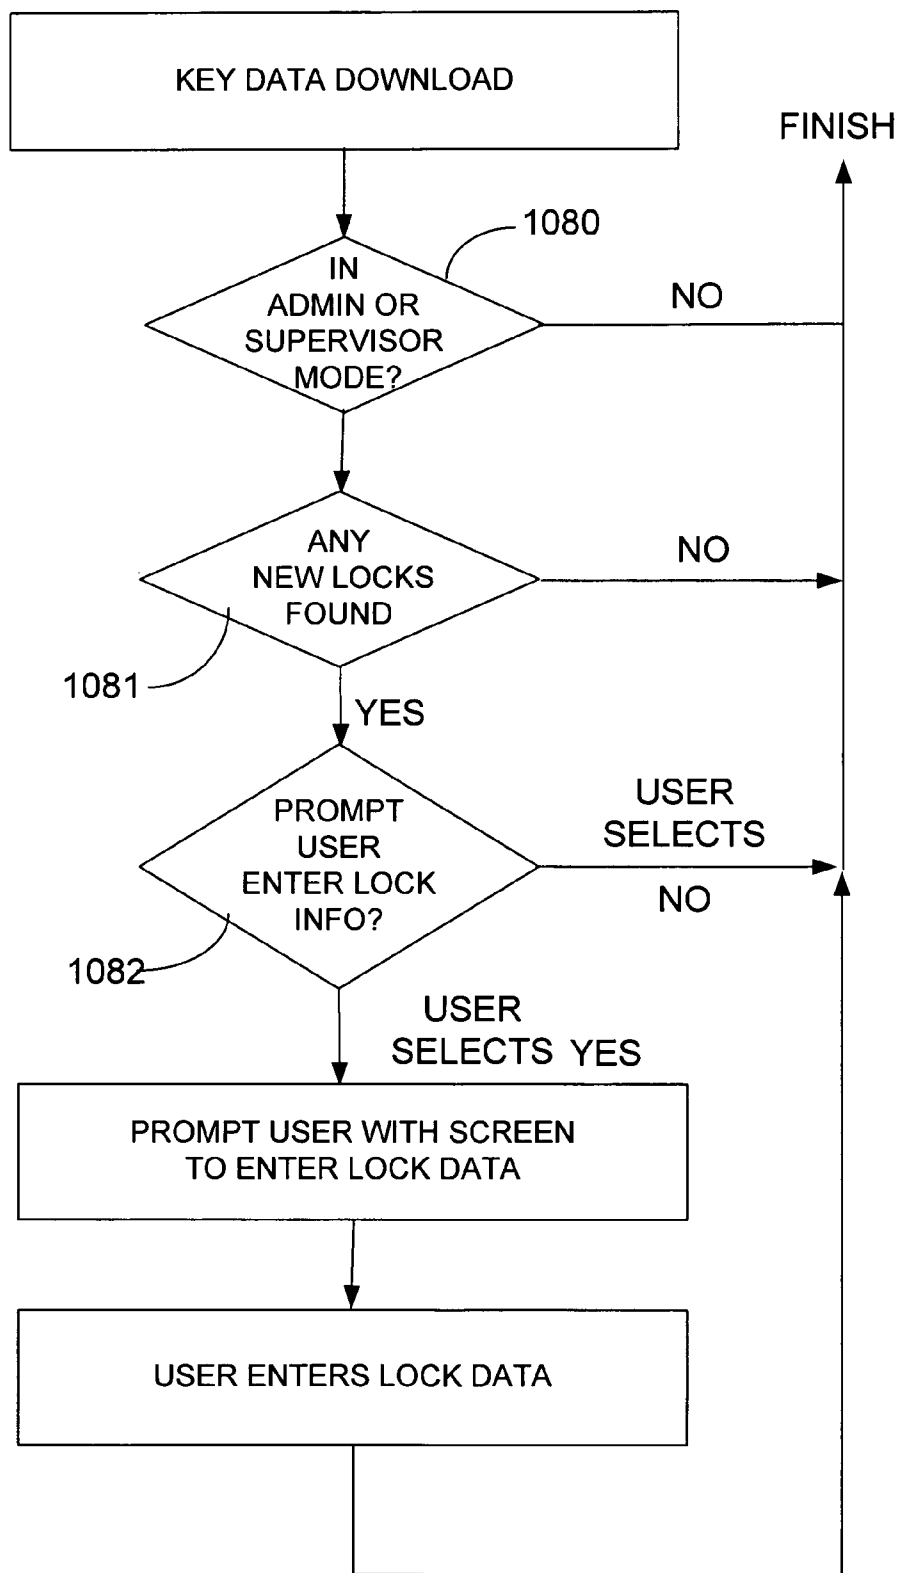 KEY DATA DOWNLOAD
FINISH
1080
IN
ADMIN OR
SUPERVISOR
MODE?
NO
ANY
NEW LOCKS
FOUND
NO
1081
YES
PROMPT
USER
ENTER LOCK
INFO?
USER
SELECTS
NO
1082
USER
SELECTS YES
PROMPT USER WITH SCREEN
TO ENTER LOCK DATA
USER ENTERS LOCK DATA